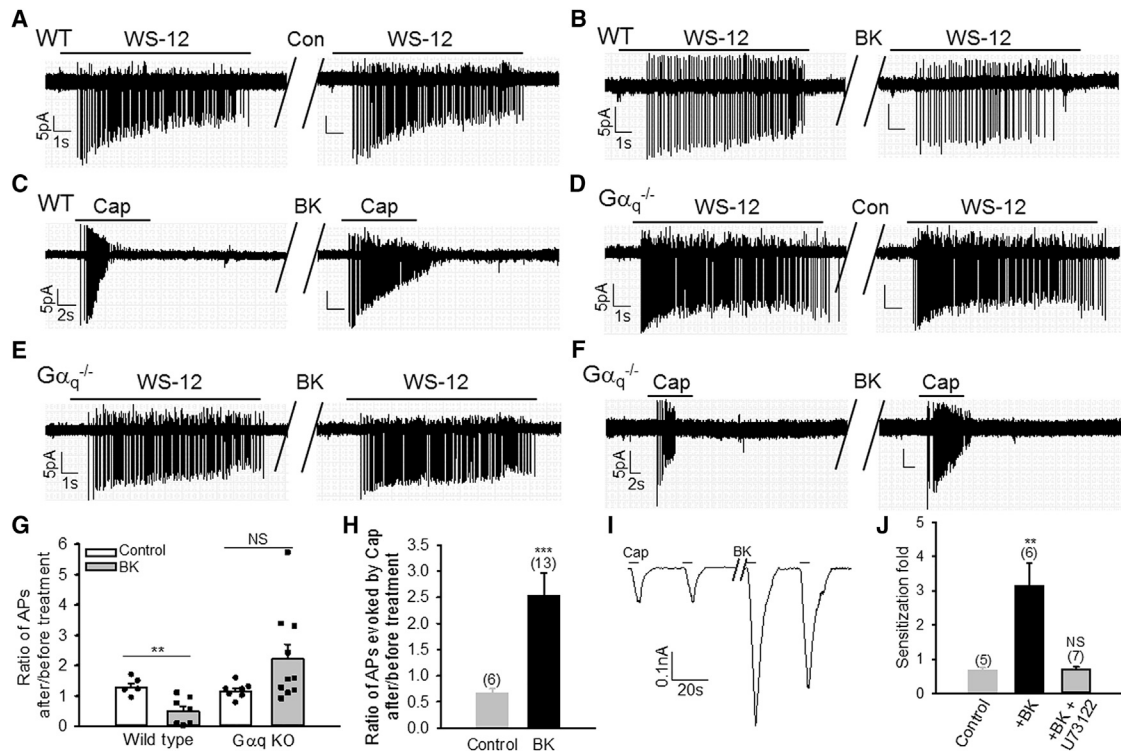 A
WT
WS-12
Con
WS-12
5pA
1s
B
WT
WS-12
BK
WS-12
5pA
1s
C
WT
Cap
BK
Cap
5pA
2s
D
Gαq-/-
WS-12
Con
WS-12
5pA
1s
E
Gαq-/-
WS-12
BK
WS-12
5pA
1s
F
Gαq-/-
Cap
BK
Cap
5pA
2s
G
Ratio of APs
after/before treatment
6
5
4
3
2
1
0
Control
BK
NS
**
Wild type
Gαq KO
H
Ratio of APs evoked by Cap
after/before treatment
3.5
3.0
2.5
2.0
1.5
1.0
0.5
0.0
(6)
***
(13)
Control
BK
I
Cap
BK
0.1nA
20s
J
Sensitization fold
5
4
3
2
1
0
(5)
**
(6)
NS
(7)
Control
+BK
+BK +
U73122